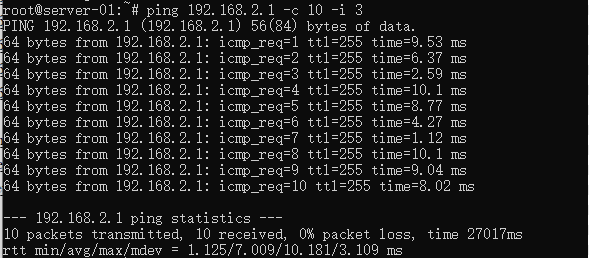 root@server-01:~# ping 192.168.2.1 -c 10 -i 3
PING 192.168.2.1 (192.168.2.1) 56(84) bytes of data.
64 bytes from 192.168.2.1: icmp_req=1 ttl=255 time=9.53 ms
64 bytes from 192.168.2.1: icmp_req=2 ttl=255 time=6.37 ms
64 bytes from 192.168.2.1: icmp_req=3 ttl=255 time=2.59 ms
64 bytes from 192.168.2.1: icmp_req=4 ttl=255 time=10.1 ms
64 bytes from 192.168.2.1: icmp_req=5 ttl=255 time=8.77 ms
64 bytes from 192.168.2.1: icmp_req=6 ttl=255 time=4.27 ms
64 bytes from 192.168.2.1: icmp_req=7 ttl=255 time=1.12 ms
64 bytes from 192.168.2.1: icmp_req=8 ttl=255 time=10.1 ms
64 bytes from 192.168.2.1: icmp_req=9 ttl=255 time=9.04 ms
64 bytes from 192.168.2.1: icmp_req=10 ttl=255 time=8.02 ms
--- 192.168.2.1 ping statistics ---
10 packets transmitted, 10 received, 0% packet loss, time 27017ms
rtt min/avg/max/mdev = 1.125/7.009/10.181/3.109 ms